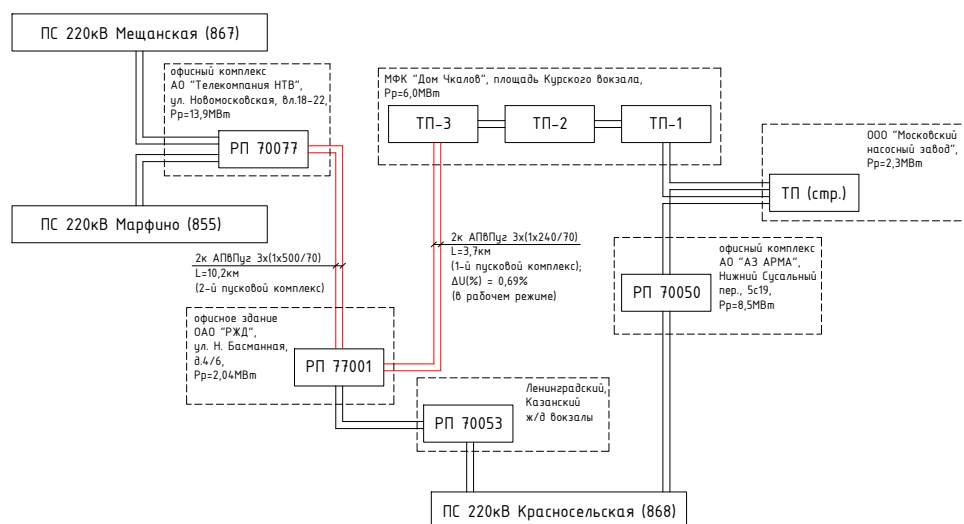 ПС 220кВ Мещанская (867)
офисный комплекс
АО "Телекомпания НТВ",
ул. Новомосковская, вл.18-22,
Рр=13,9МВт
РП 70077
ПС 220кВ Марфино (855)
МФК "Дом Чкалов", площадь Курского вокзала,
Рр=6,0МВт
ТП-3
ТП-2
ТП-1
ООО "Московский
насосный завод",
Рр=2,3МВт
ТП (стр.)
2к АПвПуг 3х(1х500/70)
L=10,2км
(2-й пусковой комплекс)
2к АПвПуг 3х(1х240/70)
L=3,7км
(1-й пусковой комплекс);
ΔU(%) = 0,69%
(в рабочем режиме)
РП 70050
офисный комплекс
АО "АЗ АРМА",
Нижний Сусальный
пер., 5с19,
Рр=8,5МВт
офисное здание
ОАО "РЖД",
ул. Н. Басманная,
д.4/6,
Рр=2,04МВт
РП 77001
РП 70053
Ленинградский,
Казанский
ж/д вокзалы
ПС 220кВ Красносельская (868)